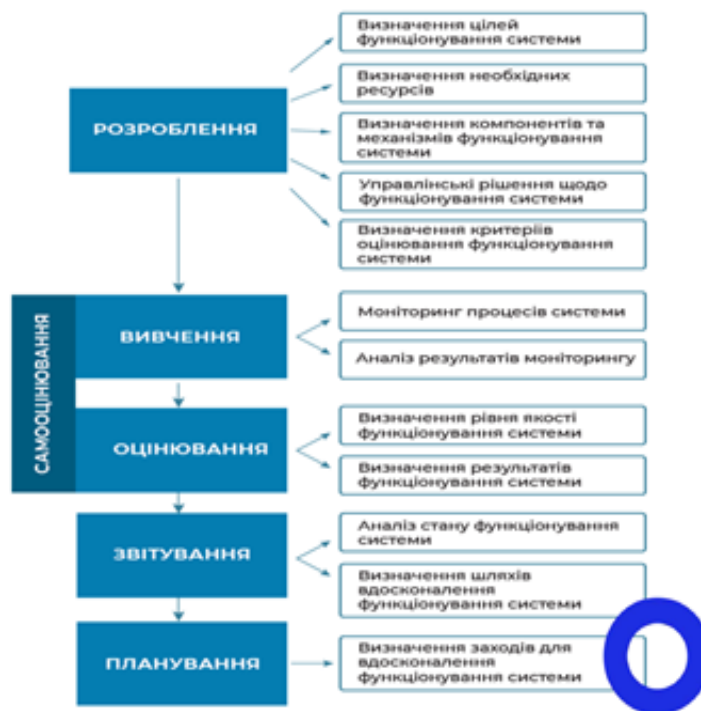 Визначення цілей
функціонування системи
Визначення необхідних
ресурсів
РОЗРОБЛЕННЯ
Визначення компонентів та
механізмів функціонування
системи
Управлінські рішення щодо
функціонування системи
Визначення критеріїв
оцінювання функціонування
системи
САМООЦІНЮВАННЯ
ВИВЧЕННЯ
Моніторинг процесів системи
Аналіз результатів моніторингу
ОЦІНЮВАННЯ
Визначення рівня якості
функціонування системи
Визначення результатів
функціонування системи
ЗВІТУВАННЯ
Аналіз стану функціонування
системи
Визначення шляхів
вдосконалення
функціонування системи
ПЛАНУВАННЯ
Визначення заходів для
вдосконалення
функціонування системи